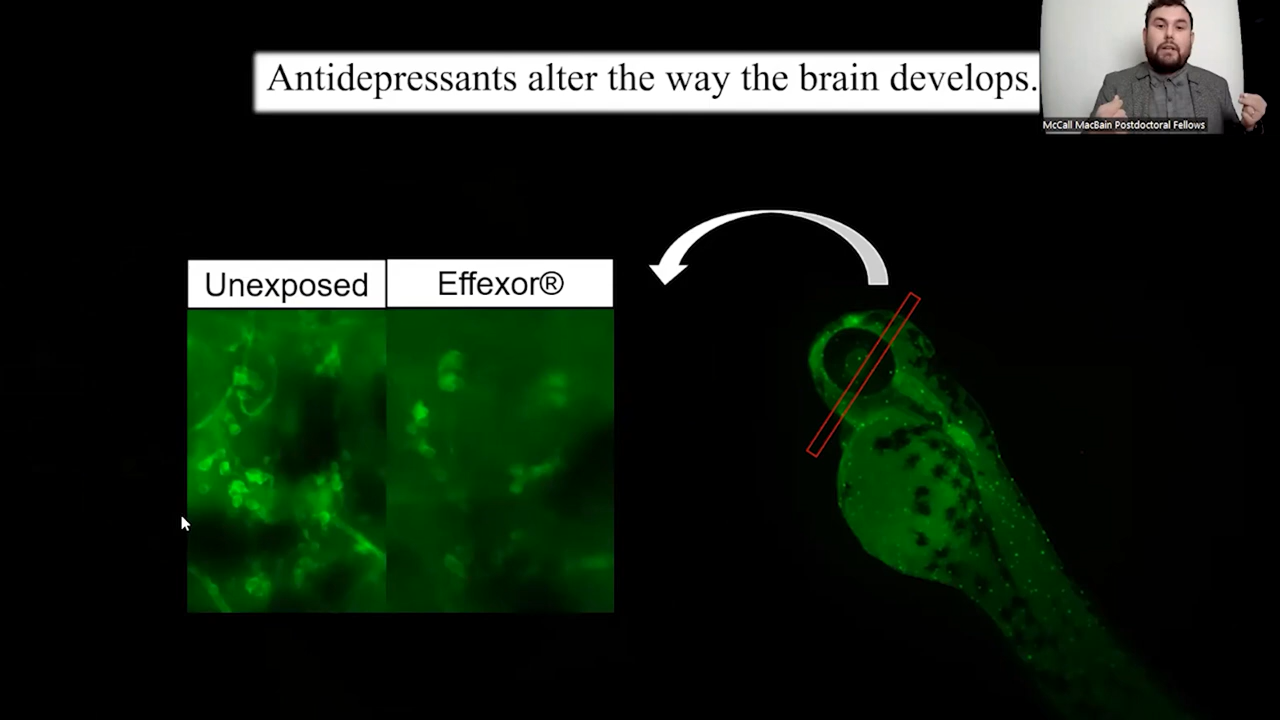 Antidepressants alter the way the brain develops.
McCall MacBain Postdoctoral Fellows
Unexposed
Effexor®